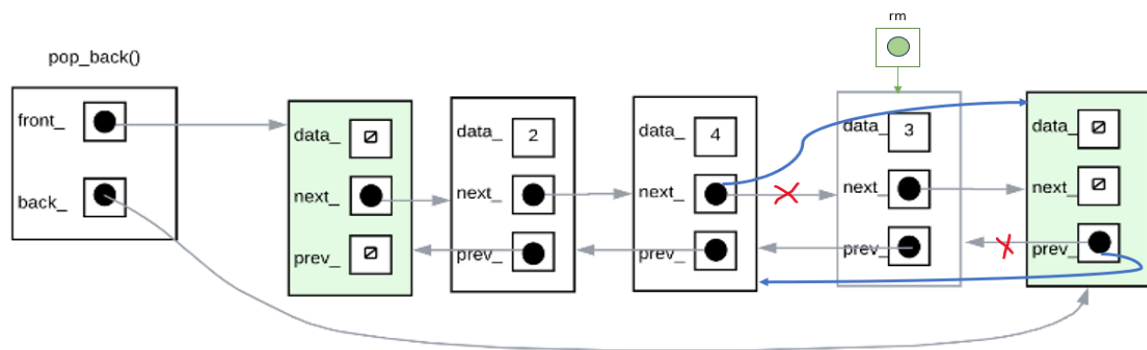 rm
pop_back()
front_
back_
data_
next_
prev_
data_ 2
next_
prev_
data_ 4
next_
prev_
data_ 3
next_
prev_
data_
next_
prev_